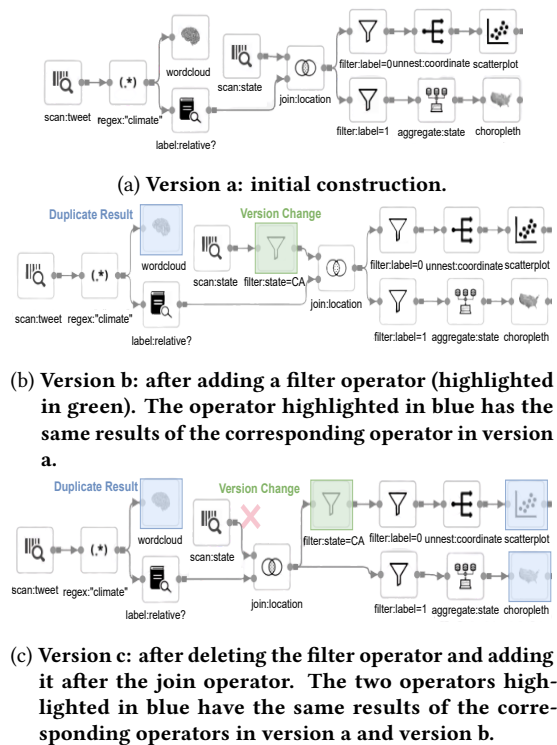 wordcloud
scan:state
filter:label=0 unnest:coordinate scatterplot
scan:tweet
regex:"climate"
(.*)
join:location
label:relative?
filter:label=1
aggregate:state
choropleth
(a) Version a: initial construction.
Duplicate Result
Version Change
wordcloud
scan:state
filter:state=CA
filter:label=0 unnest:coordinate scatterplot
(.*)
join:location
scan:tweet
regex:"climate"
label:relative?
filter:label=1
aggregate:state
choropleth
(b) Version b: after adding a filter operator (highlighted
in green). The operator highlighted in blue has the
same results of the corresponding operator in version
a.
Duplicate Result
Version Change
wordcloud
scan:state
filter:state=CA
filter:label=0 unnest:coordinate scatterplot
(.*)
scan:tweet
regex:"climate"
label:relative?
join:location
filter:label=1
aggregate:state
choropleth
(c) Version c: after deleting the filter operator and adding
it after the join operator. The two operators high-
lighted in blue have the same results of the corre-
sponding operators in version a and version b.